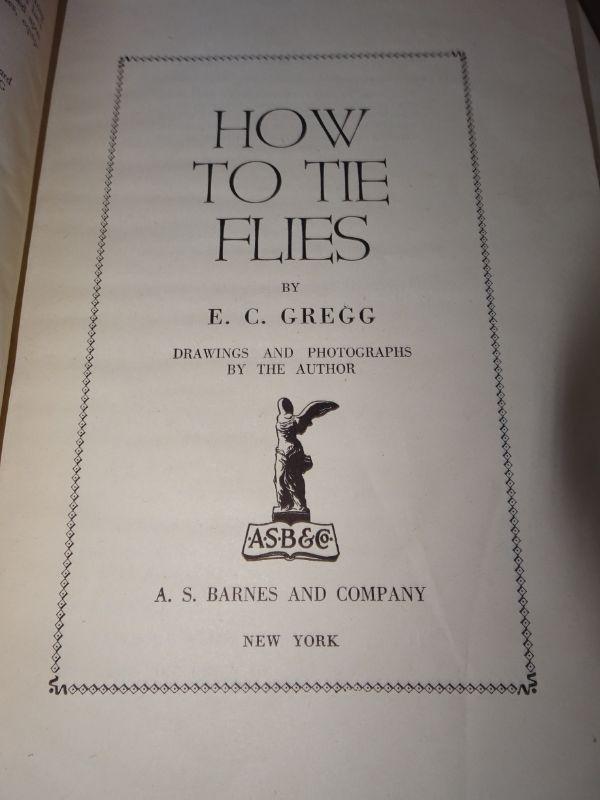 HOW
TO TIE
FLIES
BY
E. C. GREGG
DRAWINGS AND PHOTOGRAPHS
BY THE AUTHOR
A·S·B&Co.
A. S. BARNES AND COMPANY
NEW YORK